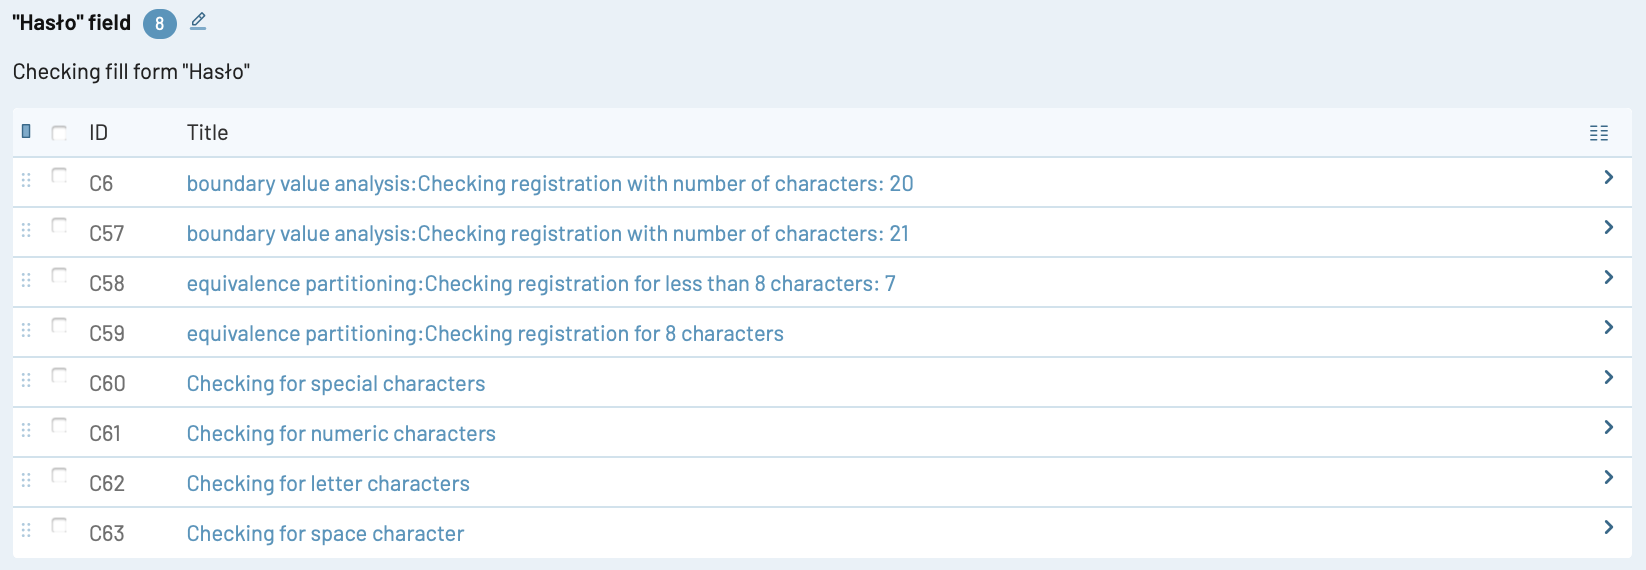 "Hasło" field 8
Checking fill form "Hasło"
ID Title
C6 boundary value analysis:Checking registration with number of characters: 20
C57 boundary value analysis:Checking registration with number of characters: 21
C58 equivalence partitioning:Checking registration for less than 8 characters: 7
C59 equivalence partitioning:Checking registration for 8 characters
C60 Checking for special characters
C61 Checking for numeric characters
C62 Checking for letter characters
C63 Checking for space character